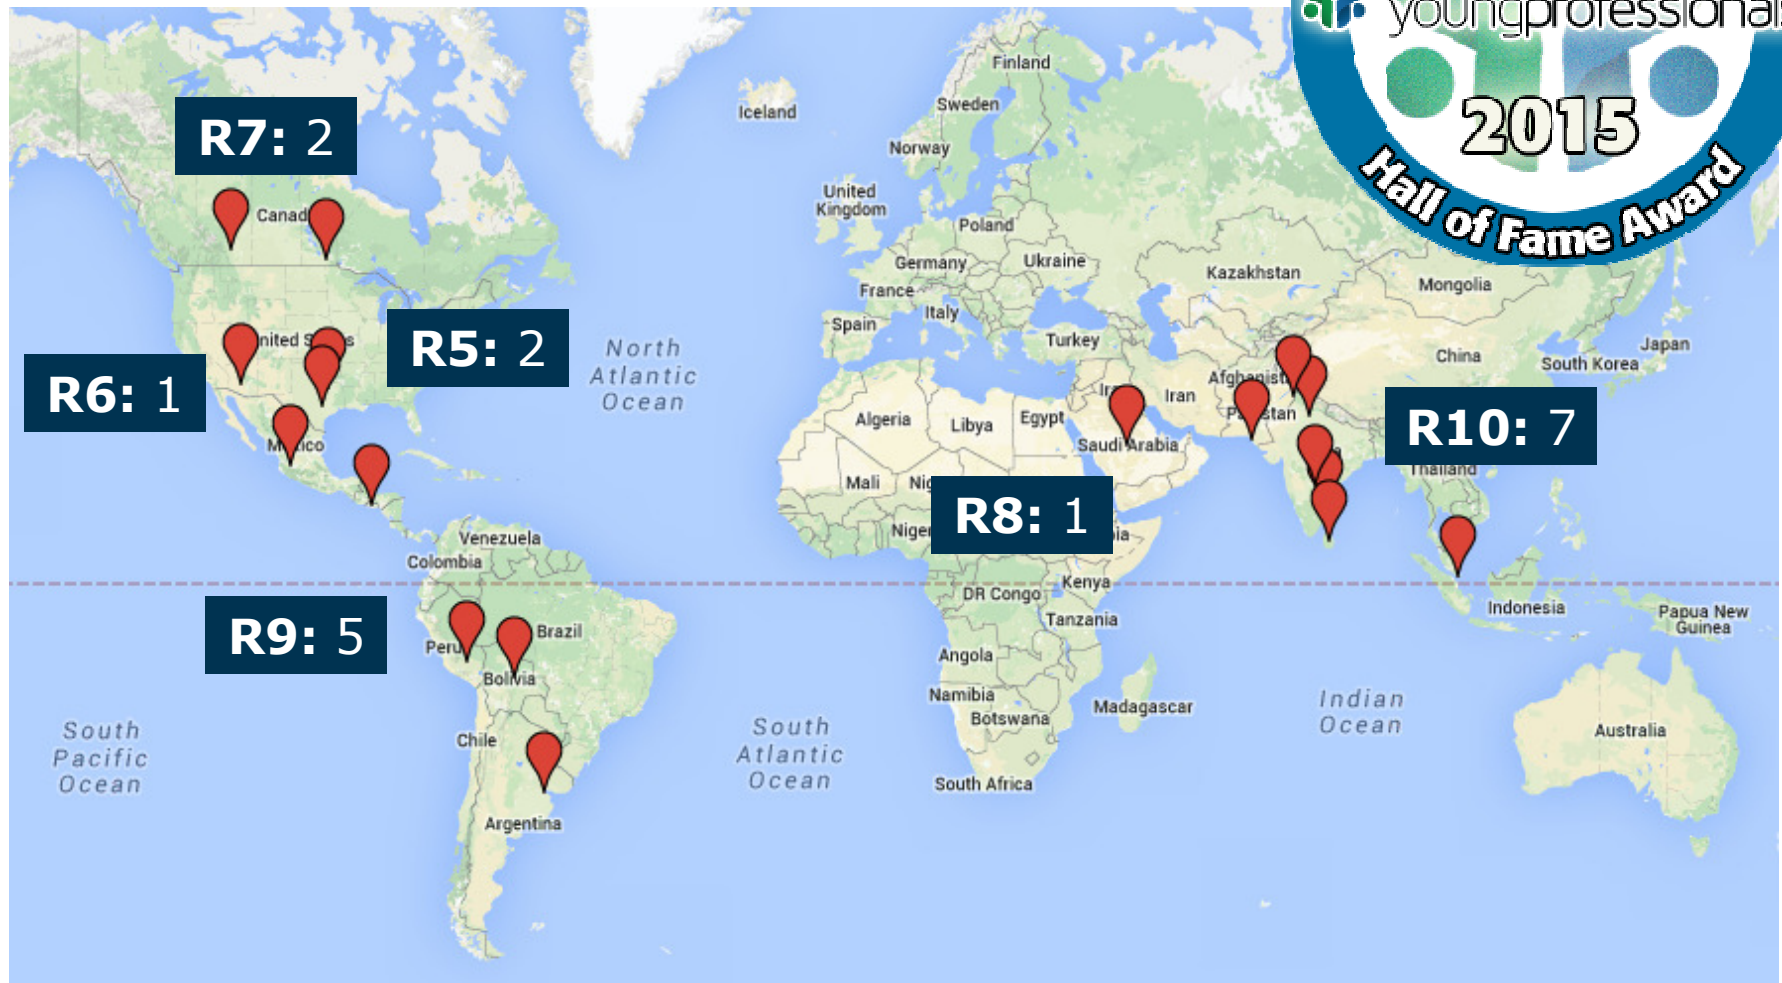 youngprofessionals
2015
Hall of Fame Award
Finland
Iceland
Sweden
R7: 2
Norway
United
Kingdom
Canad
Poland
Germany
Ukraine
Kazakhstan
Mongolia
France
Italy
Spain
Turkey
nited S
s
R5: 2
North
Atlantic
Ocean
Japan
South Korea
China
Afghanist
Iran
R6: 1
Algeria
Libya
Egypt
Saudi Arabia
R10: 7
Thailand
Mali
R8: 1
Venezuela
Colombia
Kenya
DR Congo
Tanzania
Indonesia
Papua New
Guinea
R9: 5
Peru
Brazil
Bolivia
Angola
Namibia
Botswana
Madagascar
Indian
Ocean
South
Pacific
Ocean
South
Atlantic
Ocean
Chile
Australia
South Africa
Argentina